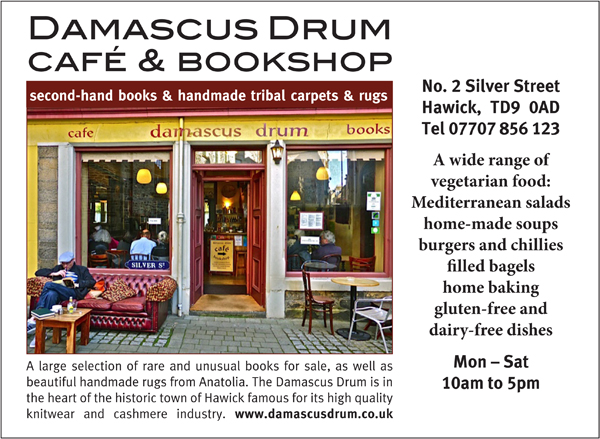 DAMASCUS DRUM
CAFÉ & BOOKSHOP
second-hand books & handmade tribal carpets & rugs
cafe damascus drum books
SILVER ST
café
A large selection of rare and unusual books for sale, as well as
beautiful handmade rugs from Anatolia. The Damascus Drum is in
the heart of the historic town of Hawick famous for its high quality
knitwear and cashmere industry. www.damascusdrum.co.uk
No. 2 Silver Street
Hawick, TD9 0AD
Tel 07707 856 123
A wide range of
vegetarian food:
Mediterranean salads
home-made soups
burgers and chillies
filled bagels
home baking
gluten-free and
dairy-free dishes
Mon – Sat
10am to 5pm